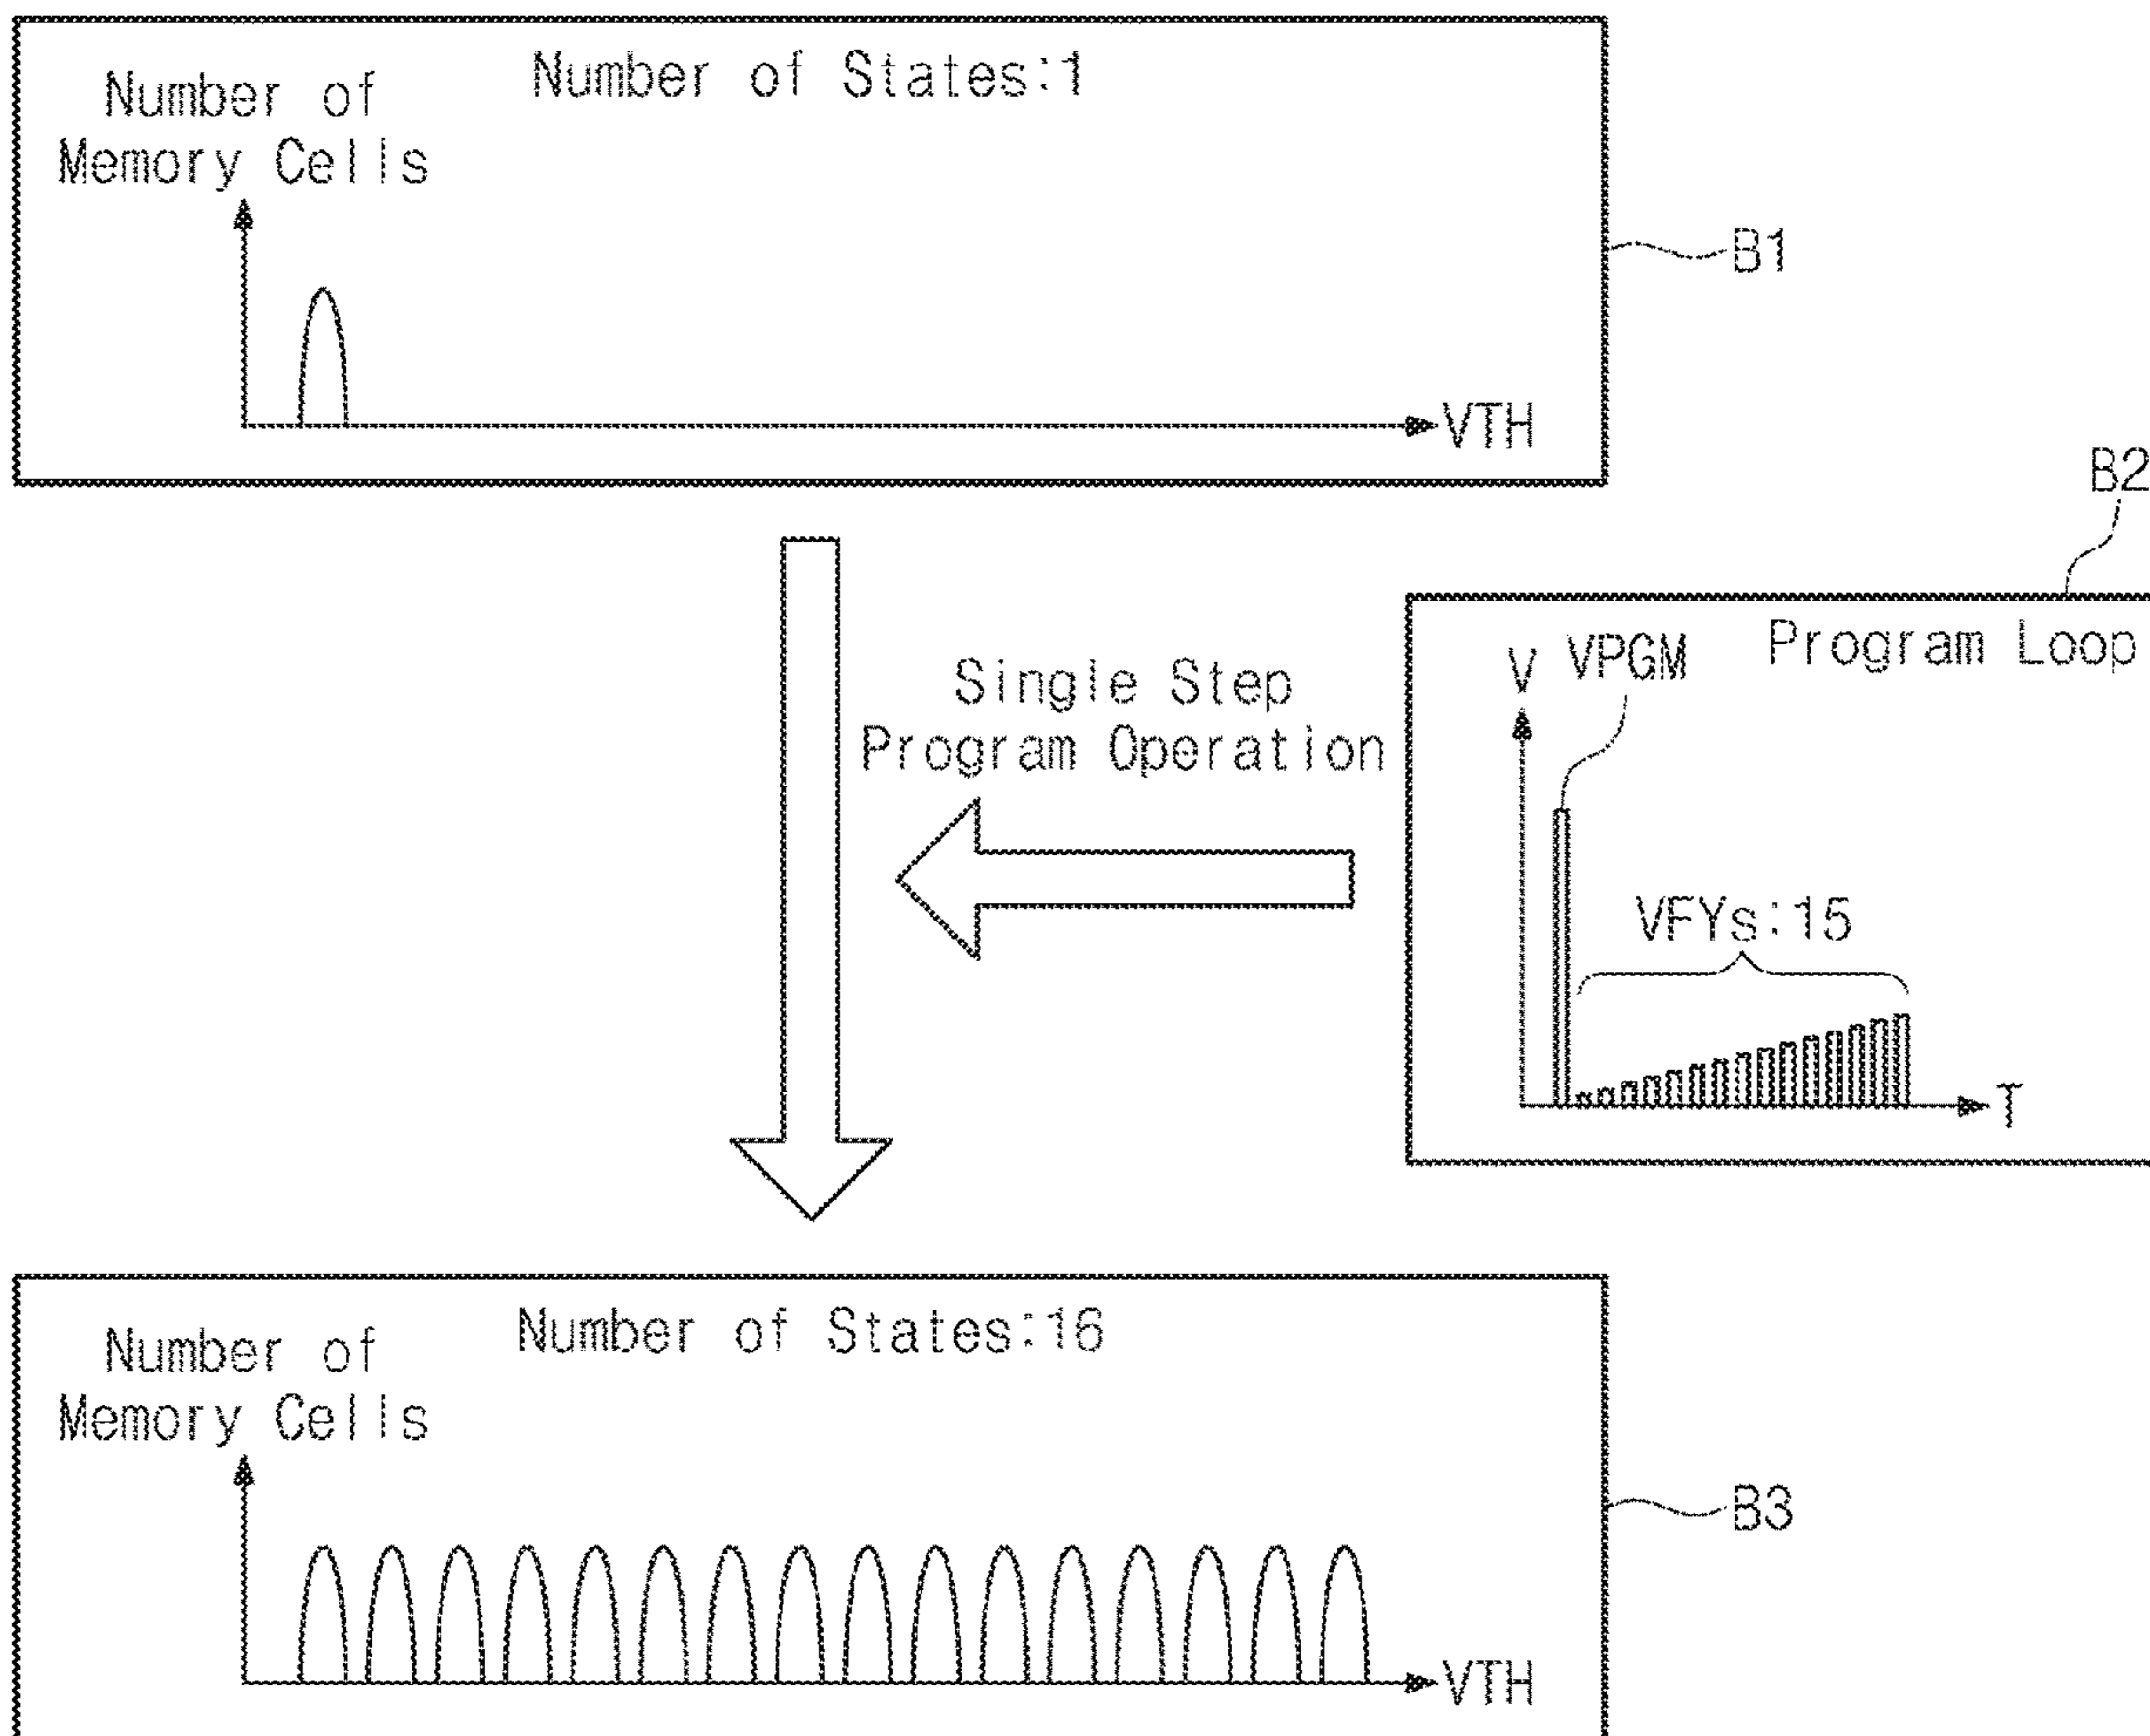 Number of States:1
Number of
Memory Cells
VTH
B1
B2
Program Loop
V
VPGM
VFYs:15
T
Single Step
Program Operation
Number of States:16
Number of
Memory Cells
VTH
B3